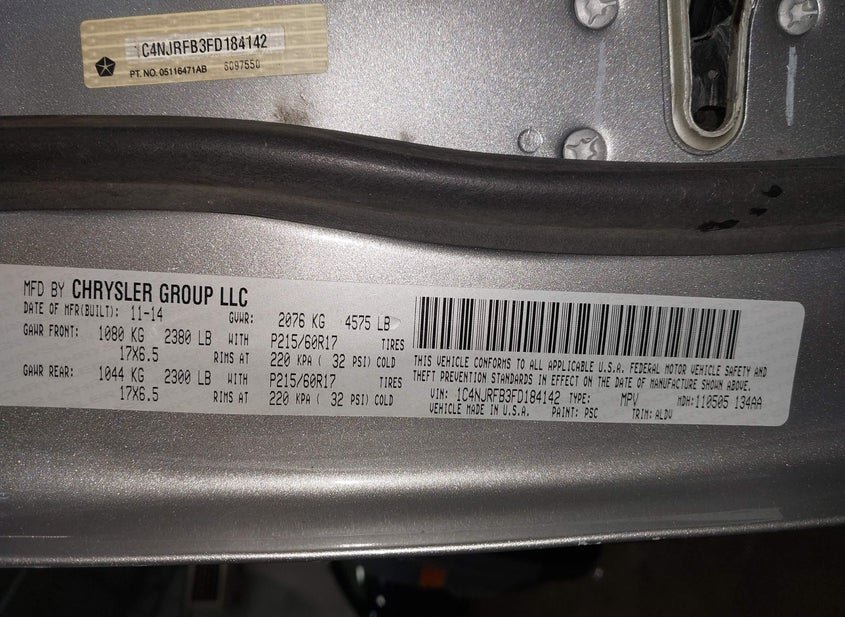 1C4NJRFB3FD184142
PT. NO. 05116471AB 6097550
MFD BY CHRYSLER GROUP LLC
DATE OF MFR(BUILT): 11-14 GVWR: 2076 KG 4575 LB
GAWR FRONT: 1080 KG 2380 LB WITH P215/60R17 TIRES
17X6.5 RIMS AT 220 KPA ( 32 PSI) COLD
GAWR REAR: 1044 KG 2300 LB WITH P215/60R17 TIRES
17X6.5 RIMS AT 220 KPA ( 32 PSI) COLD
THIS VEHICLE CONFORMS TO ALL APPLICABLE U.S.A. FEDERAL MOTOR VEHICLE SAFETY AND
THEFT PREVENTION STANDARDS IN EFFECT ON THE DATE OF MANUFACTURE SHOWN ABOVE.
VIN: 1C4NJRFB3FD184142 TYPE: MPV MDH:110505 134AA
VEHICLE MADE IN U.S.A. PAINT: PSC TRIM: ALDV